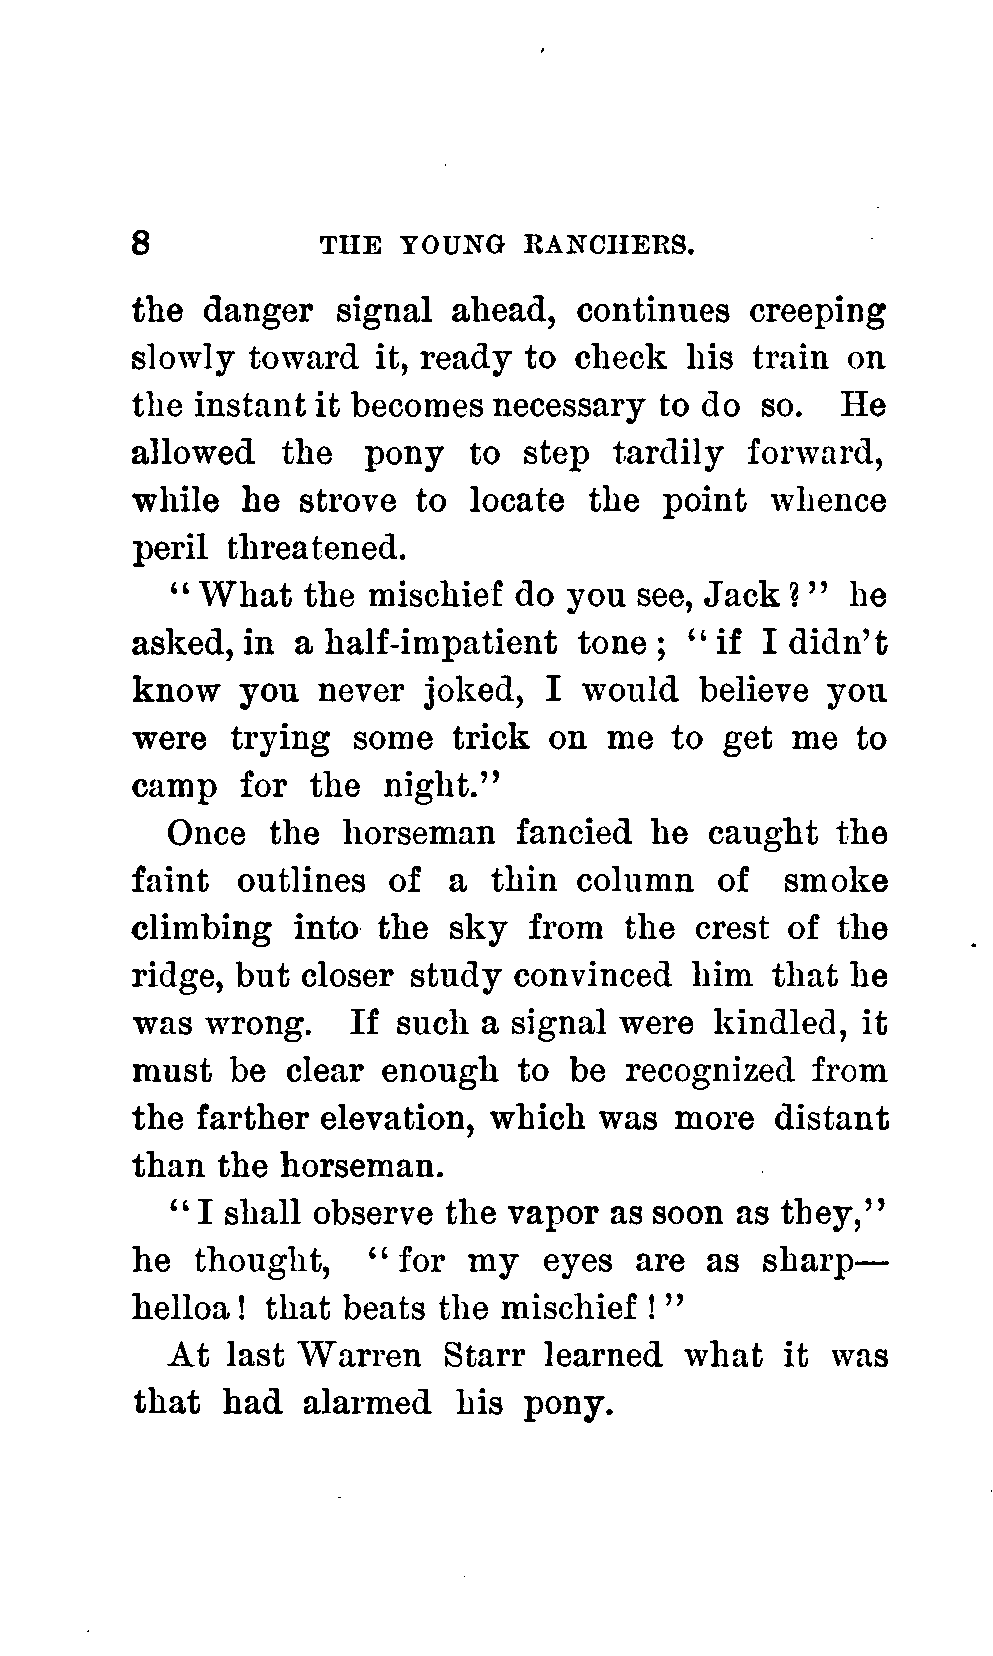 8 THE YOUNG RANCHERS.
the danger signal ahead, continues creeping
slowly toward it, ready to check his train on
the instant it becomes necessary to do so. He
allowed the pony to step tardily forward,
while he strove to locate the point whence
peril threatened.
“What the mischief do you see, Jack?” he
asked, in a half-impatient tone; “if I didn’t
know you never joked, I would believe you
were trying some trick on me to get me to
camp for the night.”
Once the horseman fancied he caught the
faint outlines of a thin column of smoke
climbing into the sky from the crest of the
ridge, but closer study convinced him that he
was wrong. If such a signal were kindled, it
must be clear enough to be recognized from
the farther elevation, which was more distant
than the horseman.
“I shall observe the vapor as soon as they,”
he thought, “for my eyes are as sharp—
helloa! that beats the mischief!”
At last Warren Starr learned what it was
that had alarmed his pony.